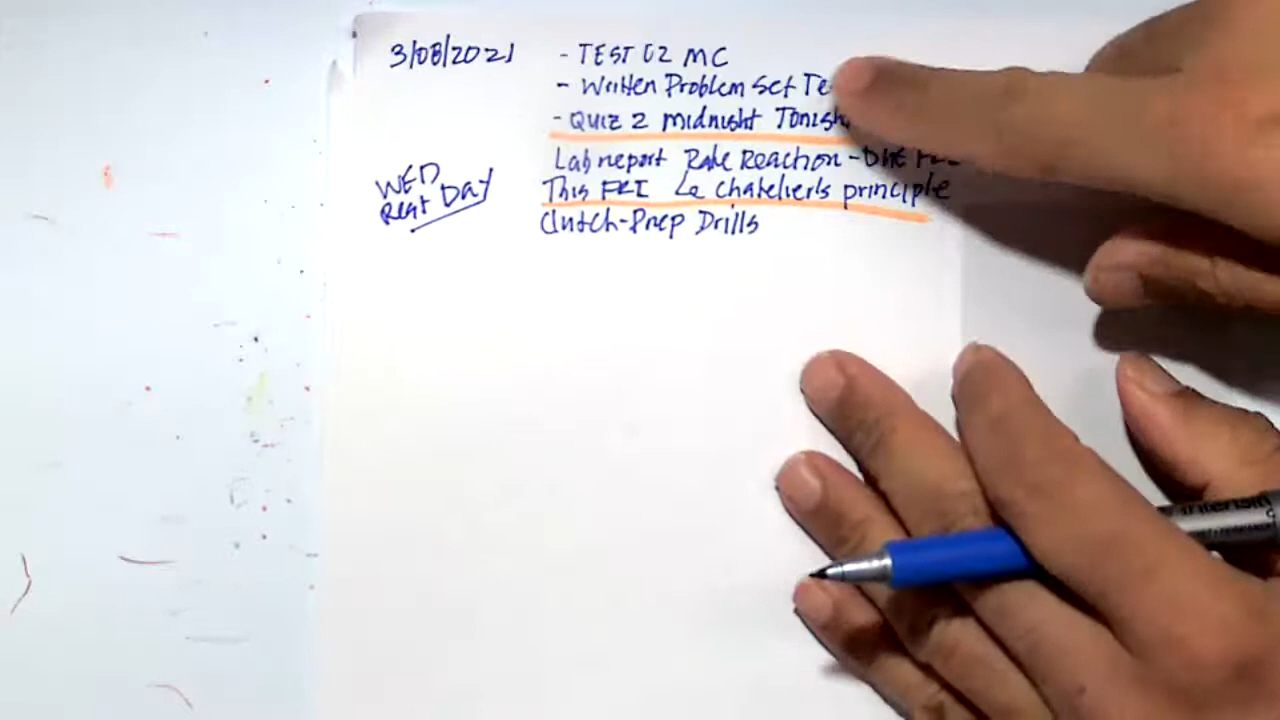 3/08/2021 - TEST 02 MC
- Written Problem Set
- Quiz 2 Midnight
Lab report Rate Reaction - Due
This FRI Le Chatelier's principle
WED
Rest Day
Clutch-Prep Drills